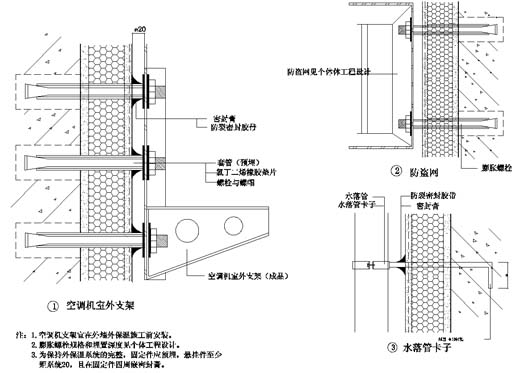 ≥20
密封膏
防裂密封胶带
套管（预埋）
氯丁二烯橡胶垫片
螺栓与螺帽
空调机室外支架（成品）
① 空调机室外支架
防盗网见个体工程设计
膨胀螺栓
② 防盗网
水落管
水落管卡子
防裂密封胶带
密封膏
③ 水落管卡子
注：1.空调机支架宜在外墙外保温施工前安装。
2.膨胀螺栓规格和埋置深度见个体工程设计。
3.为保持外保温系统的完整，固定件应预埋，悬挂件至少
距系统20，且在固定件四周嵌密封膏。